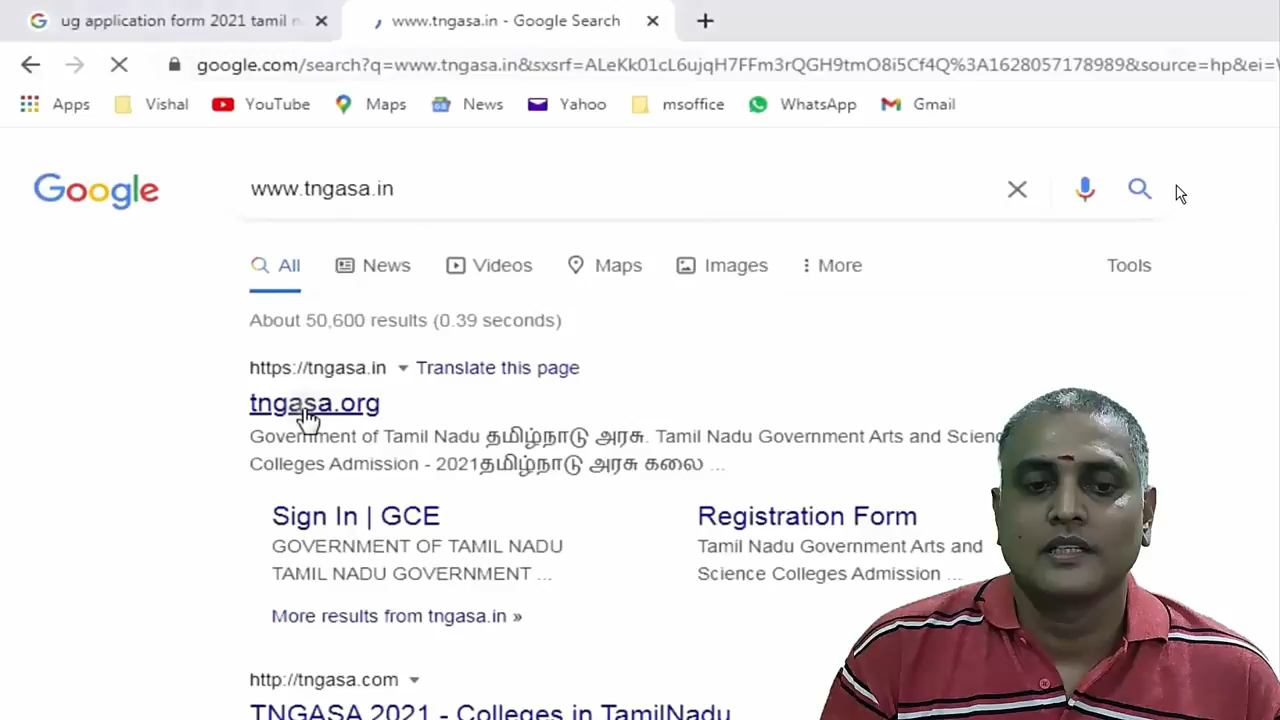 ug application form 2021 tamil n
www.tngasa.in - Google Search
google.com/search?q=www.tngasa.in&sxsrf=ALeKk01cL6ujqH7FFm3rQGH9tmO8i5Cf4Q%3A1628057178989&source=hp&ei=
Apps Vishal YouTube Maps News Yahoo msoffice WhatsApp Gmail
Google
www.tngasa.in
All News Videos Maps Images More Tools
About 50,600 results (0.39 seconds)
https://tngasa.in Translate this page
tngasa.org
Government of Tamil Nadu தமிழ்நாடு அரசு. Tamil Nadu Government Arts and Scienc
Colleges Admission - 2021தமிழ்நாடு அரசு கலை ...
Sign In | GCE
GOVERNMENT OF TAMIL NADU
TAMIL NADU GOVERNMENT ...
Registration Form
Tamil Nadu Government Arts and
Science Colleges Admission ...
More results from tngasa.in »
http://tngasa.com
TNGASA 2021 - Colleges in TamilNadu